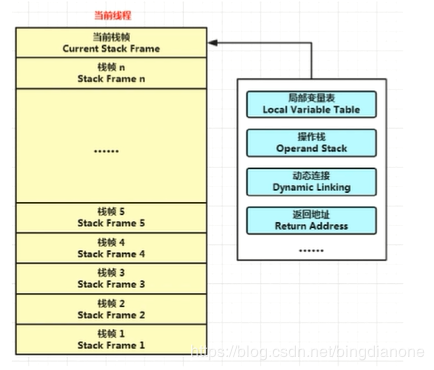 当前线程
当前栈帧
Current Stack Frame
栈帧 n
Stack Frame n
......
栈帧 5
Stack Frame 5
栈帧 4
Stack Frame 4
栈帧 3
Stack Frame 3
栈帧 2
Stack Frame 2
栈帧 1
Stack Frame 1
局部变量表
Local Variable Table
操作栈
Operand Stack
动态连接
Dynamic Linking
返回地址
Return Address
......
https://blog.csdn.net/bingdianone